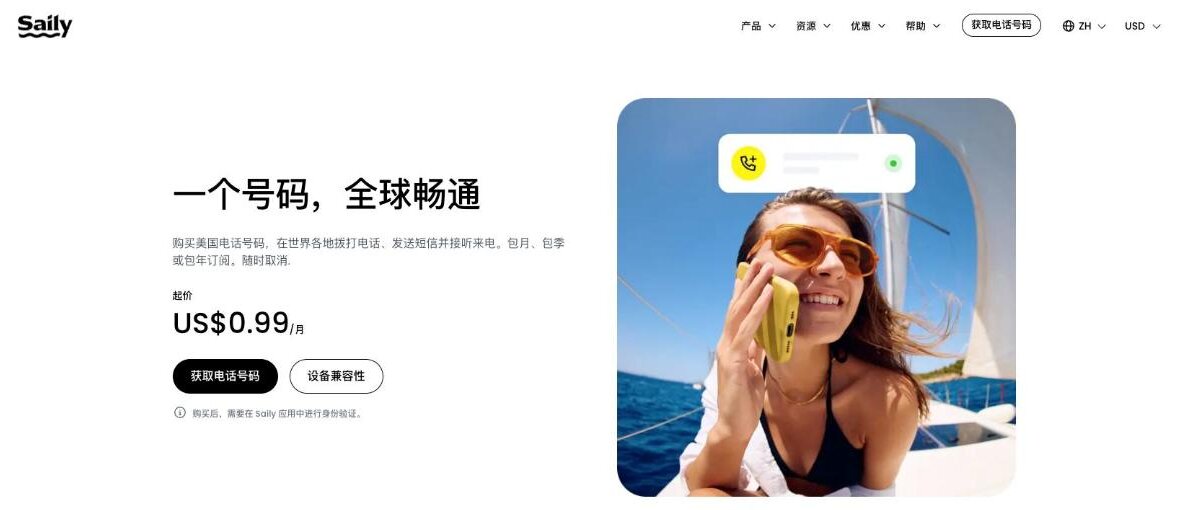 Saily
产品
资源
优惠
帮助
获取电话号码
ZH
USD
一个号码，全球畅通
购买美国电话号码，在世界各地拨打电话、发送短信并接听来电。包月、包季
或包年订阅。随时取消.
起价
US$0.99/月
获取电话号码
设备兼容性
购买后，需要在 Saily 应用中进行身份验证。